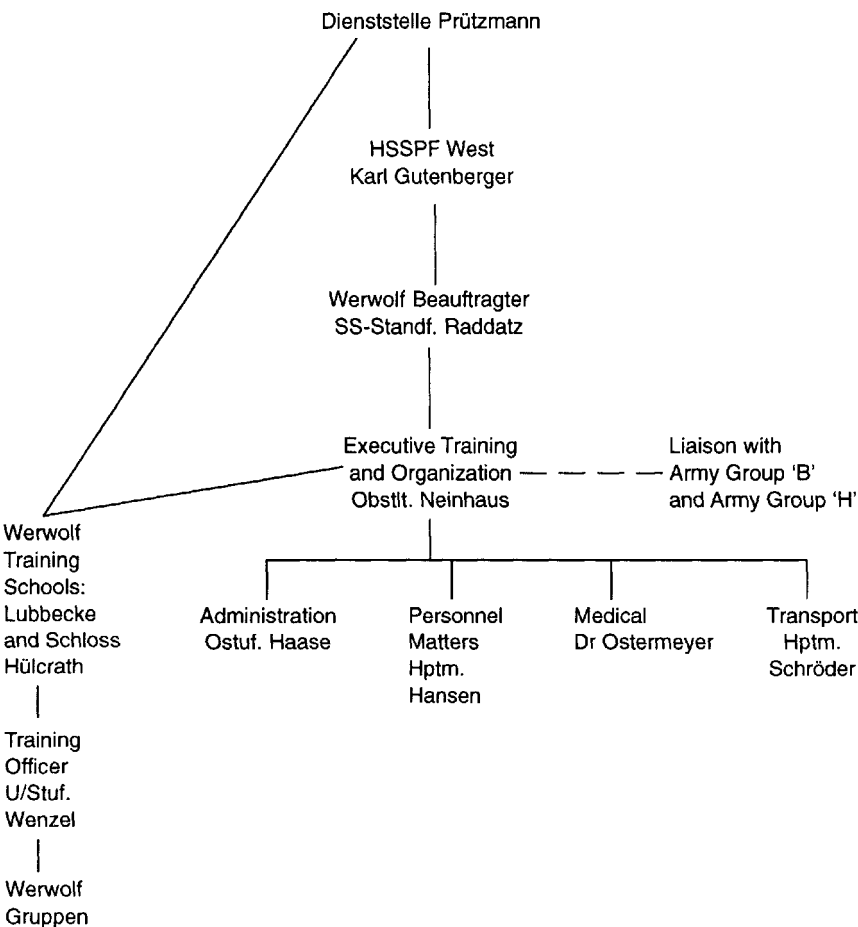 Dienststelle Prützmann
HSSPF West
Karl Gutenberger
Werwolf Beauftragter
SS-Standf. Raddatz
Executive Training
and Organization
Obstlt. Neinhaus
Liaison with
Army Group ‘B’
and Army Group ‘H’
Werwolf
Training
Schools:
Lubbecke
and Schloss
Hülcrath
Administration
Ostuf. Haase
Personnel
Matters
Hptm.
Hansen
Medical
Dr Ostermeyer
Transport
Hptm.
Schröder
Training
Officer
U/Stuf.
Wenzel
Werwolf
Gruppen